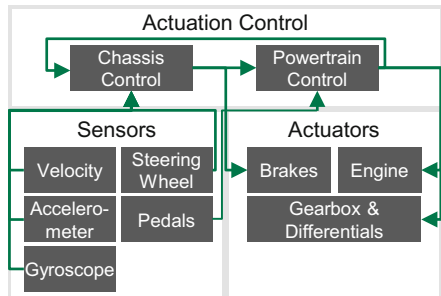 Actuation Control
Chassis
Control
Powertrain
Control
Sensors
Velocity
Steering
Wheel
Accelero-
meter
Pedals
Gyroscope
Actuators
Brakes
Engine
Gearbox &
Differentials